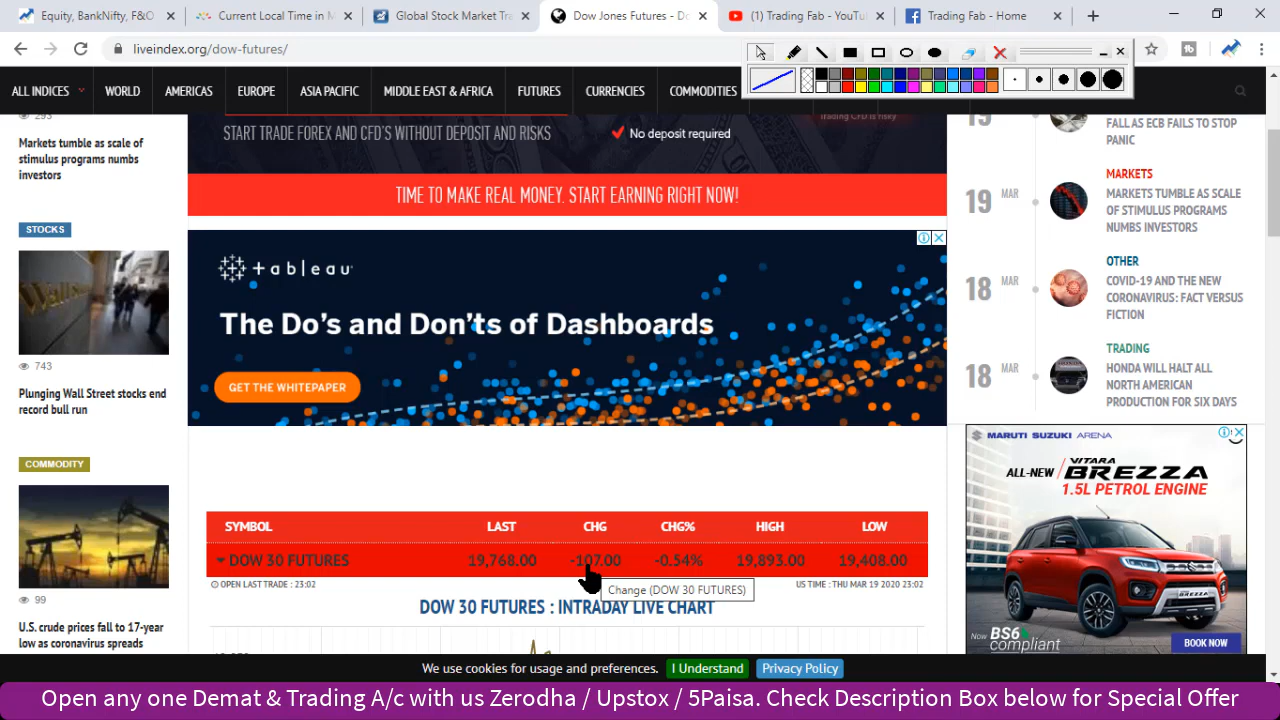 Equity, BankNifty, F&O
Current Local Time in M
Global Stock Market Tra
Dow Jones Futures - Do
(1) Trading Fab - YouTu
Trading Fab - Home
liveindex.org/dow-futures/
ALL INDICES
WORLD
AMERICAS
EUROPE
ASIA PACIFIC
MIDDLE EAST & AFRICA
FUTURES
CURRENCIES
COMMODITIES
293
Markets tumble as scale of
stimulus programs numbs
investors
STOCKS
743
Plunging Wall Street stocks end
record bull run
COMMODITY
99
U.S. crude prices fall to 17-year
low as coronavirus spreads
START TRADE FOREX AND CFD'S WITHOUT DEPOSIT AND RISKS
No deposit required
Trading CFD is risky
TIME TO MAKE REAL MONEY. START EARNING RIGHT NOW!
+ a b | e a u
The Do's and Don'ts of Dashboards
GET THE WHITEPAPER
SYMBOL LAST CHG CHG% HIGH LOW
DOW 30 FUTURES 19,768.00 -107.00 -0.54% 19,893.00 19,408.00
OPEN LAST TRADE : 23:02
US TIME : THU MAR 19 2020 23:02
Change (DOW 30 FUTURES)
DOW 30 FUTURES : INTRADAY LIVE CHART
19 MAR
FALL AS ECB FAILS TO STOP
PANIC
19 MAR
MARKETS
MARKETS TUMBLE AS SCALE
OF STIMULUS PROGRAMS
NUMBS INVESTORS
18 MAR
OTHER
COVID-19 AND THE NEW
CORONAVIRUS: FACT VERSUS
FICTION
18 MAR
TRADING
HONDA WILL HALT ALL
NORTH AMERICAN
PRODUCTION FOR SIX DAYS
MARUTI SUZUKI ARENA
ALL-NEW VITARA BREZZA
1.5L PETROL ENGINE
Now BS6
compliant
BOOK NOW
We use cookies for usage and preferences. I Understand Privacy Policy
Open any one Demat & Trading A/c with us Zerodha / Upstox / 5Paisa. Check Description Box below for Special Offer